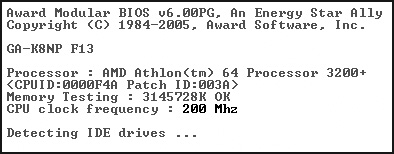 Award Modular BIOS v6.00PG, An Energy Star Ally
Copyright (C) 1984-2005, Award Software, Inc.
GA-K8NP F13
Processor : AMD Athlon(tm) 64 Processor 3200+
<CPUID:0000F4A Patch ID:003A>
Memory Testing : 3145728K OK
CPU clock frequency : 200 Mhz
Detecting IDE drives ...